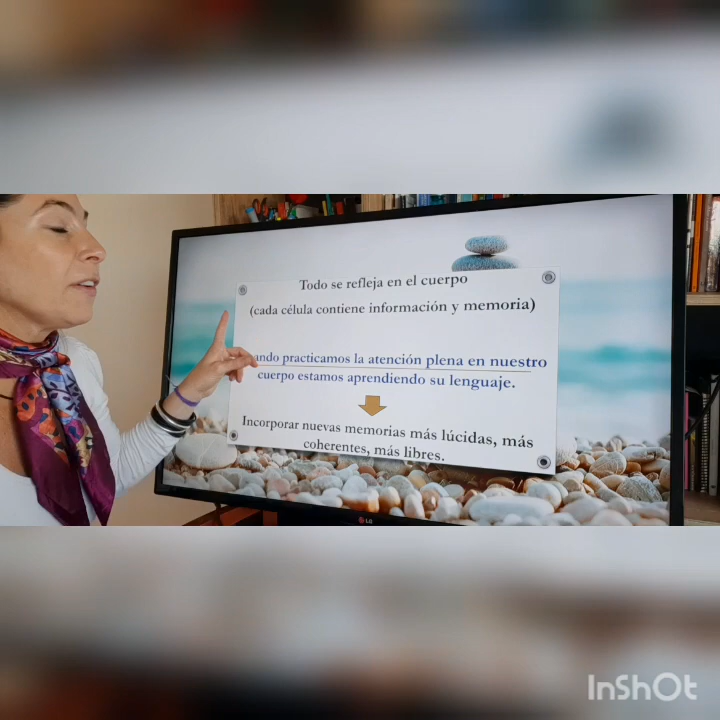 Todo se refleja en el cuerpo
(cada célula contiene información y memoria)
ando practicamos la atención plena en nuestro
cuerpo estamos aprendiendo su lenguaje.
Incorporar nuevas memorias más lúcidas, más
coherentes, más libres.
LG
InShOt